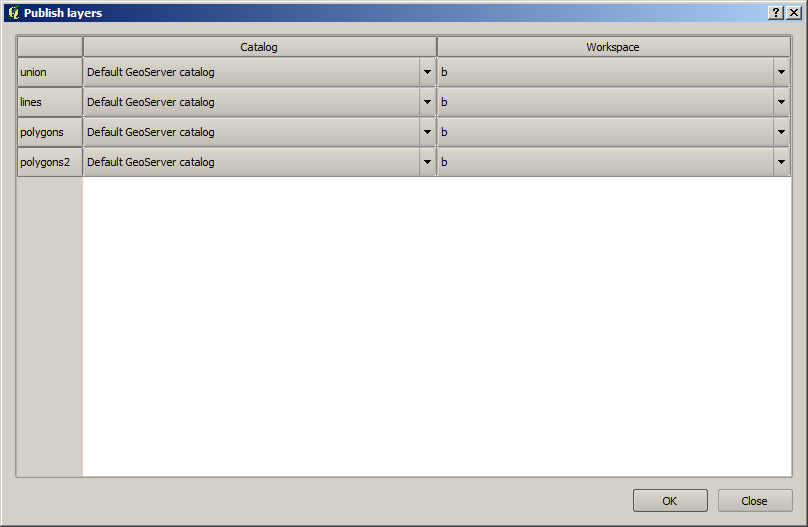 Publish layers
Catalog Workspace
union Default GeoServer catalog b
lines Default GeoServer catalog b
polygons Default GeoServer catalog b
polygons2 Default GeoServer catalog b
OK Close